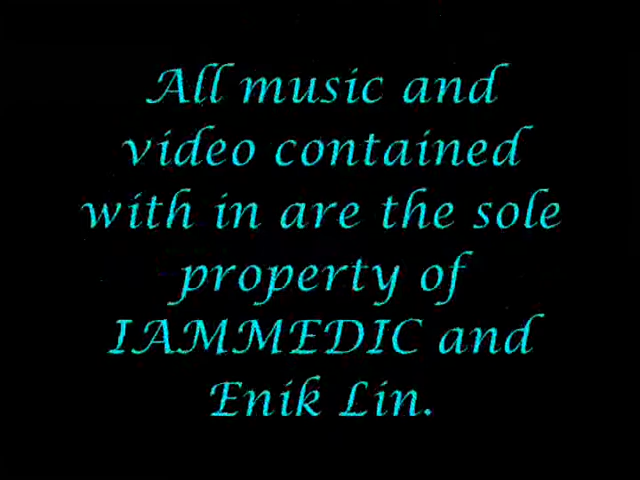 All music and
video contained
with in are the sole
property of
IAMMEDIC and
Enik Lin.